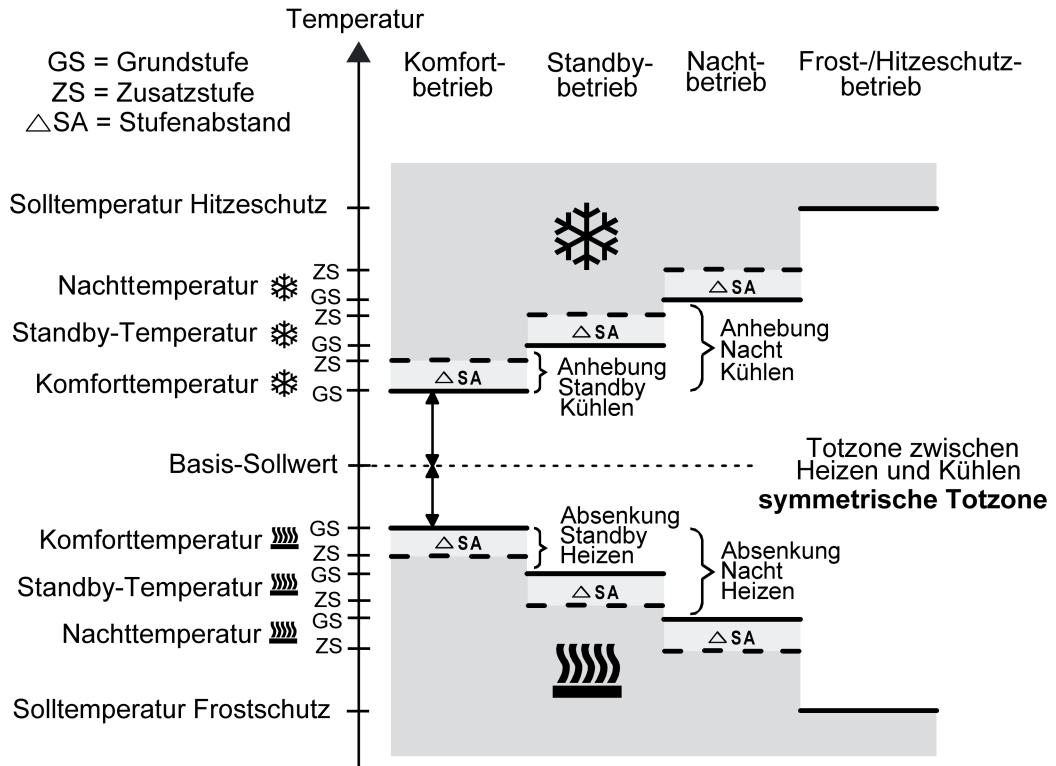 Temperatur
GS = Grundstufe
ZS = Zusatzstufe
△SA = Stufenabstand
Komfort-
betrieb
Standby-
betrieb
Nacht-
betrieb
Frost-/Hitzeschutz-
betrieb
Solltemperatur Hitzeschutz
Nachttemperatur
ZS
GS
△SA
Standby-Temperatur
ZS
GS
△SA
Komforttemperatur
ZS
GS
△SA
Anhebung
Standby
Kühlen
Anhebung
Nacht
Kühlen
Basis-Sollwert
Totzone zwischen
Heizen und Kühlen
symmetrische Totzone
Komforttemperatur
GS
ZS
△SA
Absenkung
Standby
Heizen
Absenkung
Nacht
Heizen
Standby-Temperatur
GS
ZS
△SA
Nachttemperatur
GS
ZS
△SA
Solltemperatur Frostschutz